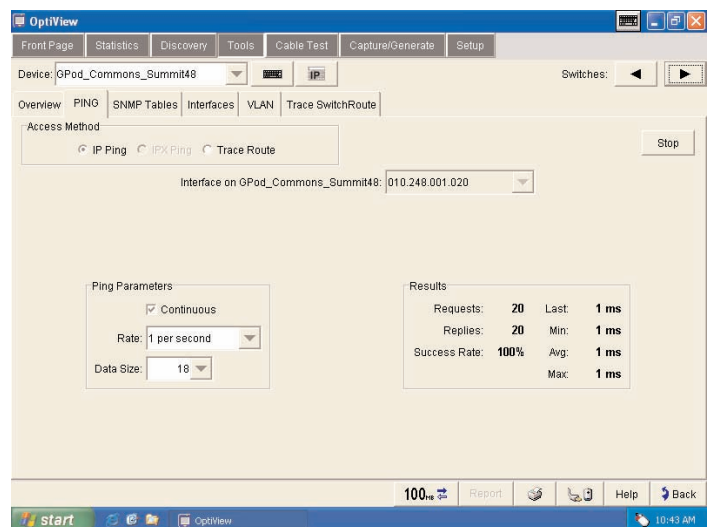 OptiView
Front Page Statistics Discovery Tools Cable Test Capture/Generate Setup
Device: GPod_Commons_Summit48 IP Switches:
Overview PING SNMP Tables Interfaces VLAN Trace SwitchRoute
Access Method
IP Ping IPX Ping Trace Route
Stop
Interface on GPod_Commons_Summit48: 010.248.001.020
Ping Parameters
Continuous
Rate: 1 per second
Data Size: 18
Results
Requests: 20 Last: 1 ms
Replies: 20 Min: 1 ms
Success Rate: 100% Avg: 1 ms
Max: 1 ms
100MB Report Help Back
start OptiView 10:43 AM